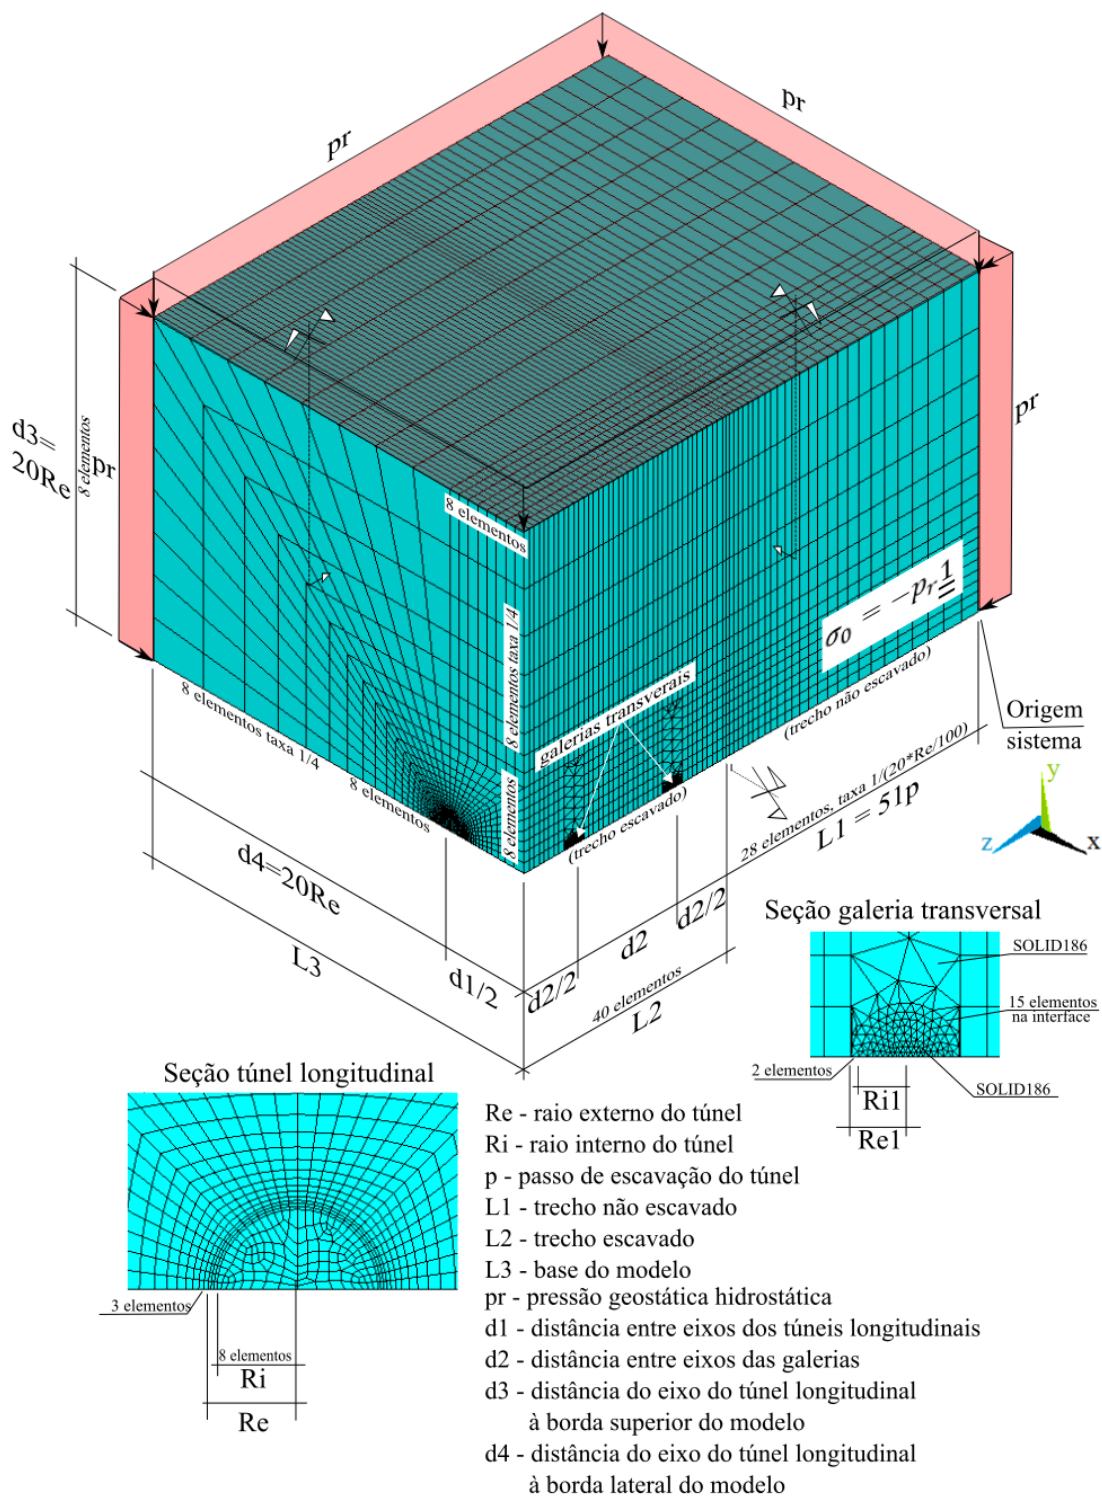 pr
pr
d3=
20Re
8 elementos
pr
pr
8 elementos
σ₀ = −pᵣ1
8 elementos taxa 1/4
galerias transverais
(trecho não escavado)
8 elementos taxa 1/4
8 elementos
8 elementos
(trecho escavado)
Origem
sistema
y
z
x
28 elementos, taxa 1/(20*Re/100)
L1 = 51p
d4=20Re
L3
d1/2
d2/2
d2
d2/2
40 elementos
L2
Seção galeria transversal
SOLID186
15 elementos
na interface
2 elementos
SOLID186
Ri1
Re1
Seção túnel longitudinal
3 elementos
8 elementos
Ri
Re
Re - raio externo do túnel
Ri - raio interno do túnel
p - passo de escavação do túnel
L1 - trecho não escavado
L2 - trecho escavado
L3 - base do modelo
pr - pressão geostática hidrostática
d1 - distância entre eixos dos túneis longitudinais
d2 - distância entre eixos das galerias
d3 - distância do eixo do túnel longitudinal
à borda superior do modelo
d4 - distância do eixo do túnel longitudinal
à borda lateral do modelo